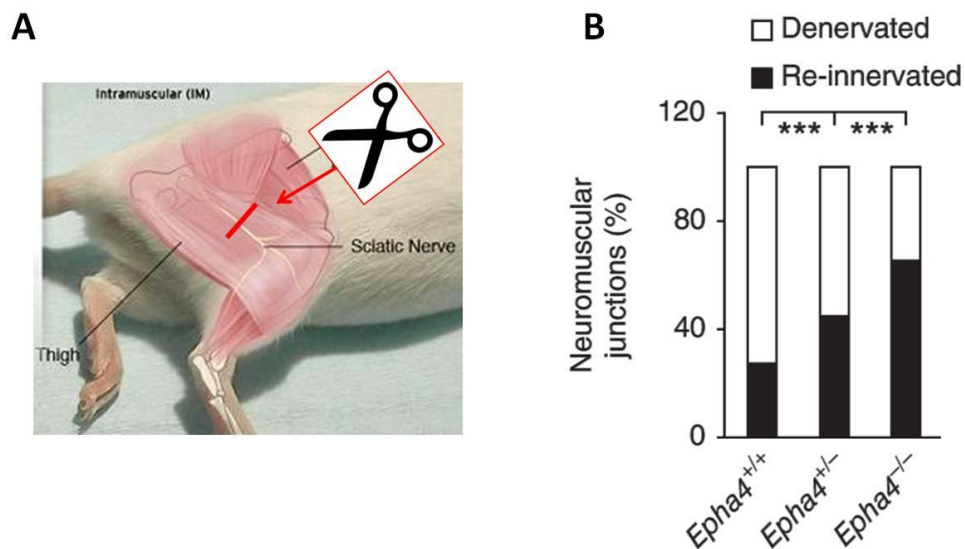 A
Intramuscular (IM)
Sciatic Nerve
Thigh
B
Denervated
Re-innervated
Neuromuscular
junctions (%)
120
80
40
0
*** ***
Epha4+/+
Epha4+/–
Epha4–/–